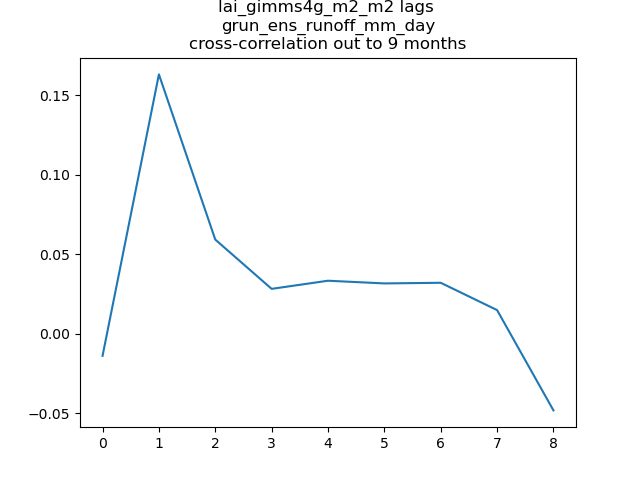 lai_gimms4g_m2_m2 lags
grun_ens_runoff_mm_day
cross-correlation out to 9 months
0.15
0.10
0.05
0.00
−0.05
0 1 2 3 4 5 6 7 8